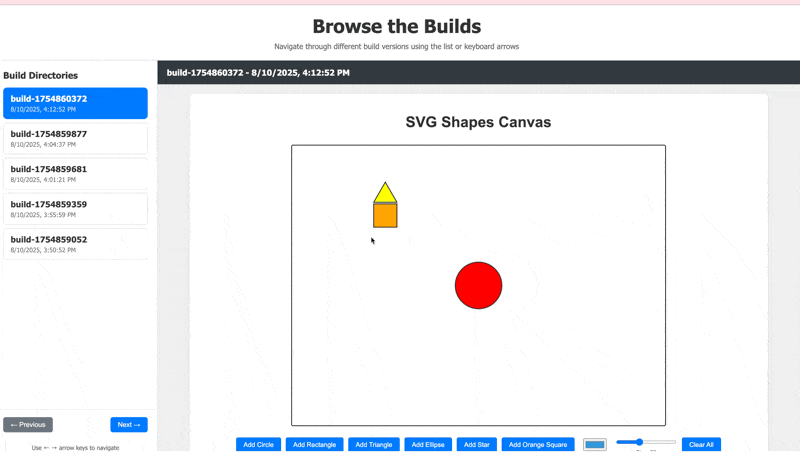 Browse the Builds
Navigate through different build versions using the list or keyboard arrows
Build Directories
build-1754860372
8/10/2025, 4:12:52 PM
build-1754859877
8/10/2025, 4:04:37 PM
build-1754859681
8/10/2025, 4:01:21 PM
build-1754859359
8/10/2025, 3:55:59 PM
build-1754859052
8/10/2025, 3:50:52 PM
← Previous
Next →
Use ← → arrow keys to navigate
build-1754860372 - 8/10/2025, 4:12:52 PM
SVG Shapes Canvas
Add Circle
Add Rectangle
Add Triangle
Add Ellipse
Add Star
Add Orange Square
Clear All